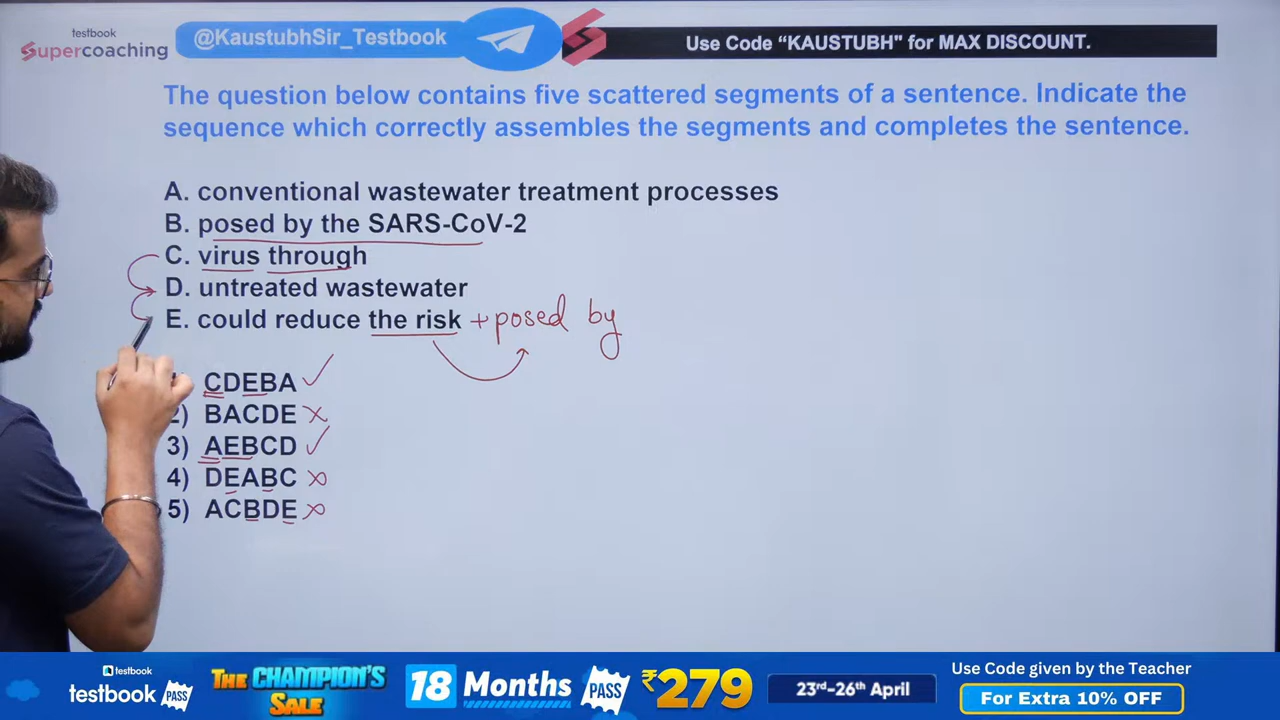 testbook
Supercoaching
@KaustubhSir_Testbook
Use Code “KAUSTUBH" for MAX DISCOUNT.
The question below contains five scattered segments of a sentence. Indicate the
sequence which correctly assembles the segments and completes the sentence.
A. conventional wastewater treatment processes
B. posed by the SARS-CoV-2
C. virus through
D. untreated wastewater
E. could reduce the risk + posed by
CDEBA ✓
2) BACDE ×
3) AEBCD ✓
4) DEABC ×
5) ACBDE ×
testbook
testbook PASS
THE CHAMPION'S
SALE
18 Months PASS ₹279
23rd-26th April
Use Code given by the Teacher
For Extra 10% OFF